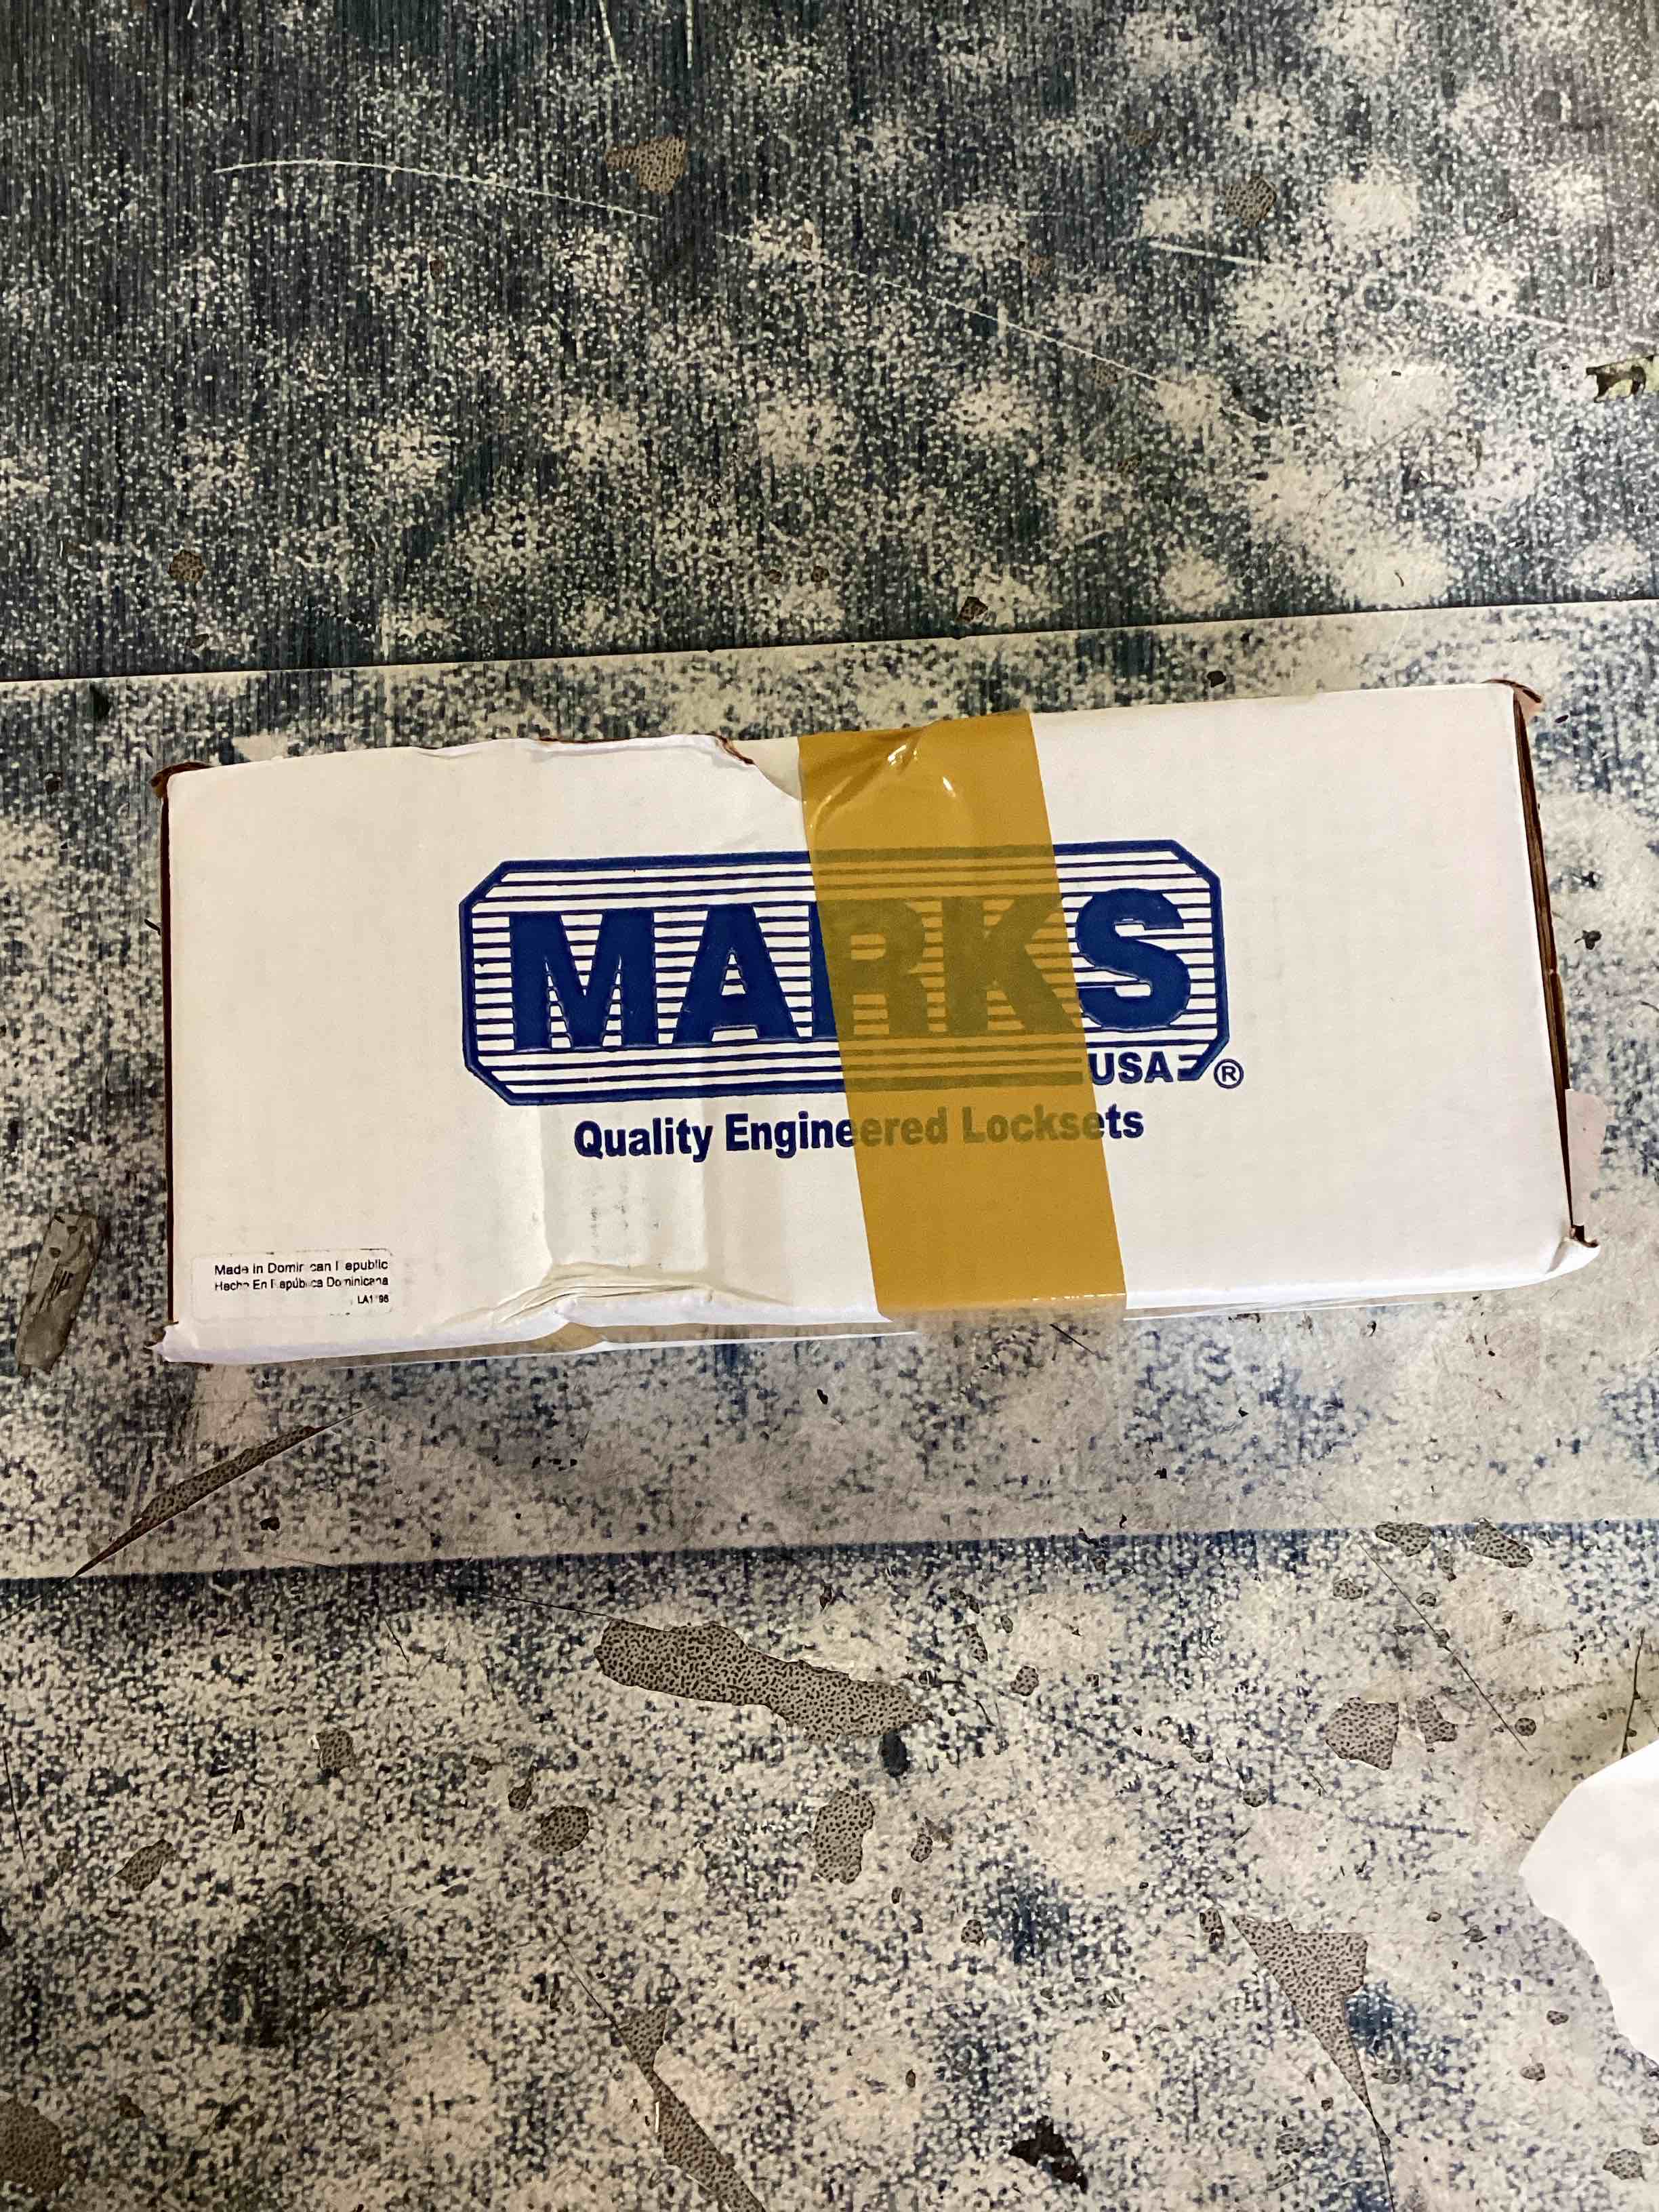 MARKS
USA ®
Quality Engineered Locksets
Made in Dominican Republic
Hecho En República Dominicana